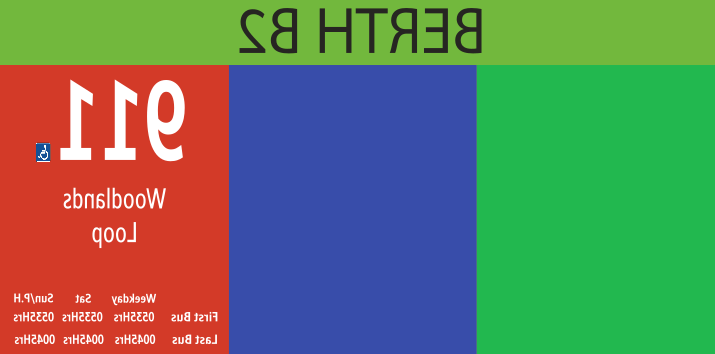 BERTH B2
911
Woodlands
Loop
Weekday Sat Sun/P.H
First Bus 0535Hrs 0535Hrs 0535Hrs
Last Bus 0045Hrs 0045Hrs 0045Hrs